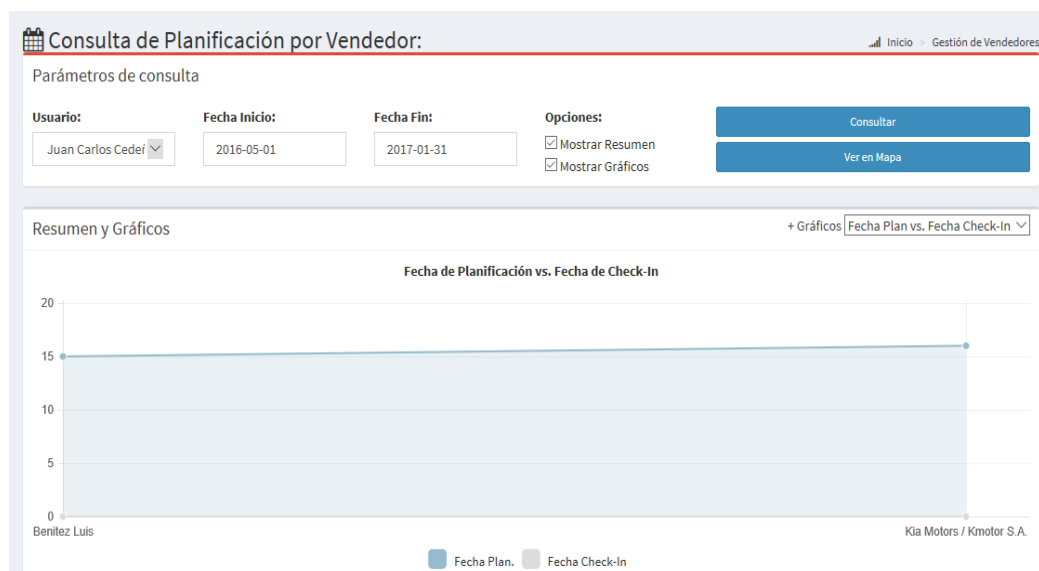 Consulta de Planificación por Vendedor:
Inicio > Gestión de Vendedores
Parámetros de consulta
Usuario: Fecha Inicio: Fecha Fin: Opciones:
Juan Carlos Cedeñ 2016-05-01 2017-01-31
Mostrar Resumen
Mostrar Gráficos
Consultar
Ver en Mapa
Resumen y Gráficos
+ Gráficos Fecha Plan vs. Fecha Check-In
Fecha de Planificación vs. Fecha de Check-In
20
15
10
5
0
Benitez Luis Kia Motors / Kmotor S.A.
Fecha Plan. Fecha Check-In